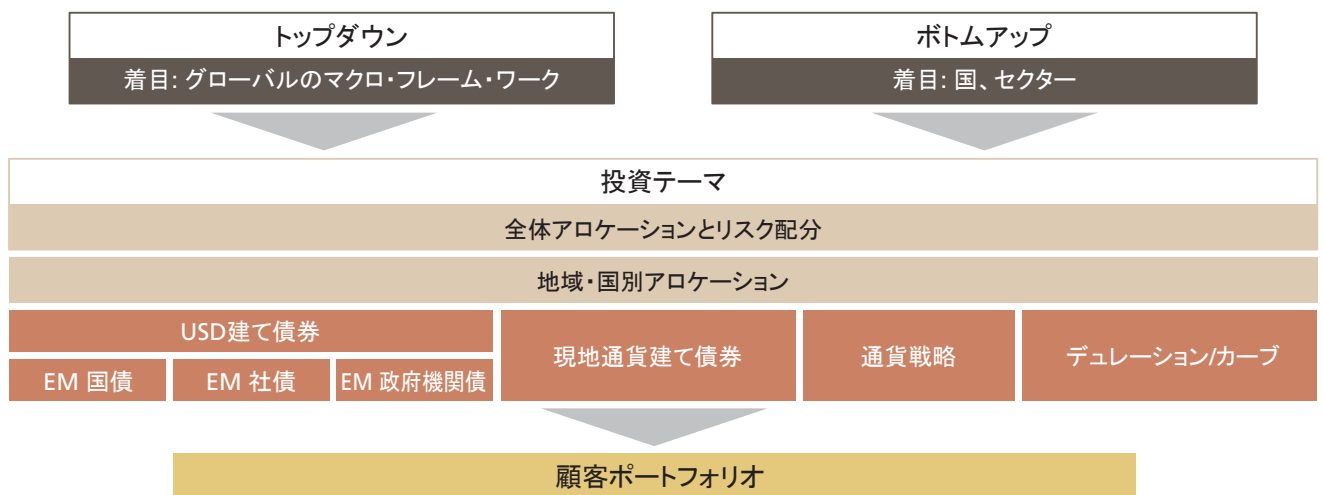 トップダウン
着目: グローバルのマクロ・フレーム・ワーク
ボトムアップ
着目: 国、セクター
投資テーマ
全体アロケーションとリスク配分
地域・国別アロケーション
USD建て債券
EM 国債
EM 社債
EM 政府機関債
現地通貨建て債券
通貨戦略
デュレーション/カーブ
顧客ポートフォリオ